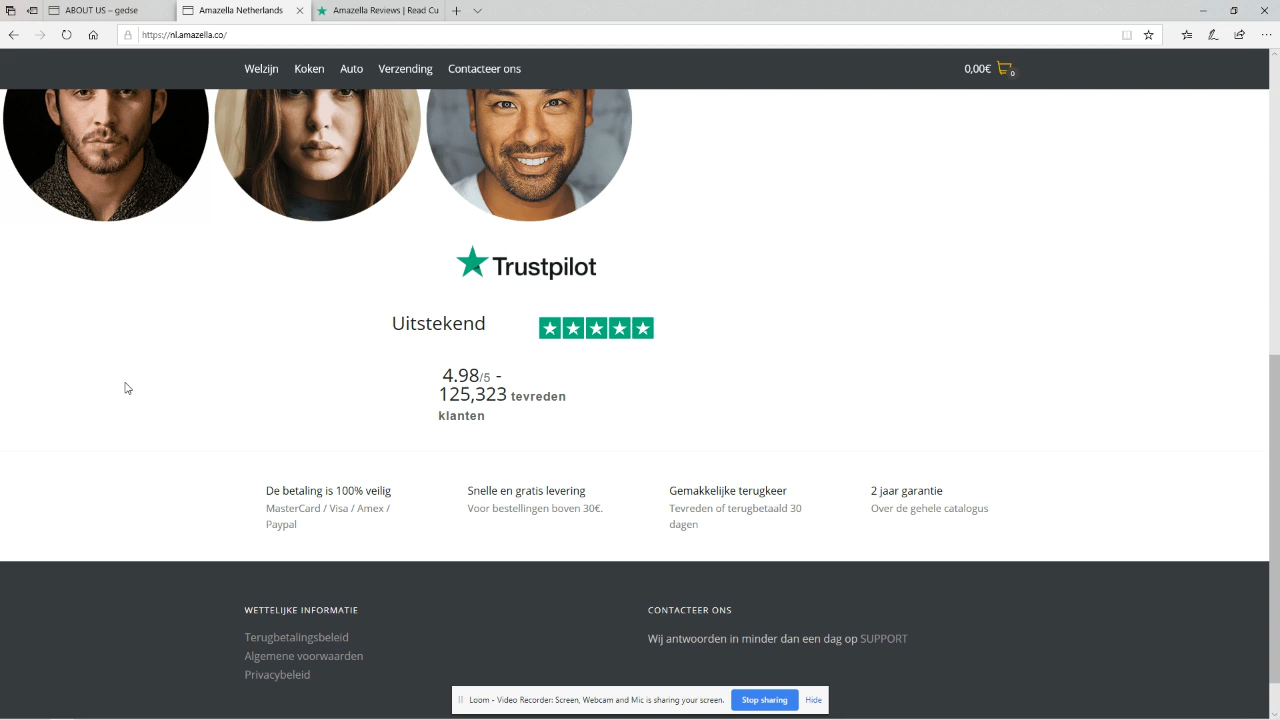 ABOUT US – gedse
Amazella Netherlands
Amazella Reviews | Read Cu
https://nl.amazella.co/
Welzijn Koken Auto Verzending Contacteer ons
0,00€ 0
Trustpilot
Uitstekend
4.98/5 -
125,323 tevreden
klanten
De betaling is 100% veilig
MasterCard / Visa / Amex /
Paypal
Snelle en gratis levering
Voor bestellingen boven 30€.
Gemakkelijke terugkeer
Tevreden of terugbetaald 30
dagen
2 jaar garantie
Over de gehele catalogus
WETTELIJKE INFORMATIE
Terugbetalingsbeleid
Algemene voorwaarden
Privacybeleid
CONTACTEER ONS
Wij antwoorden in minder dan een dag op SUPPORT
Loom - Video Recorder: Screen, Webcam and Mic is sharing your screen. Stop sharing Hide